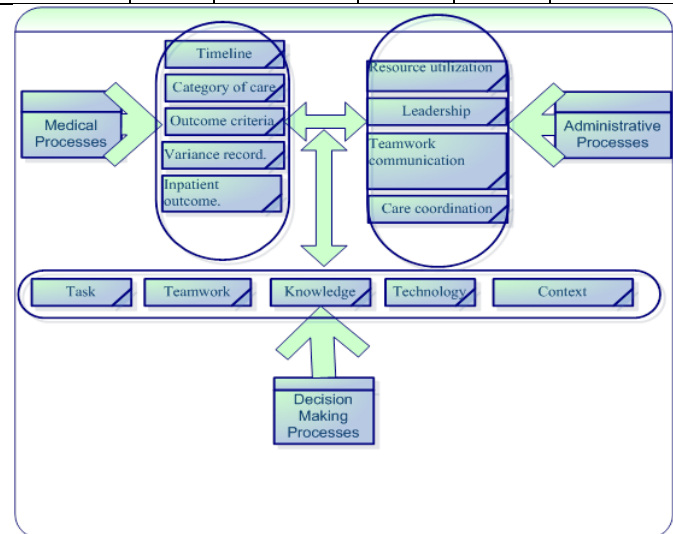 Timeline
Category of care
Outcome criteria
Variance record.
Inpatient
outcome.
Resource utilization
Leadership
Teamwork
communication
Care coordination
Medical
Processes
Administrative
Processes
Task
Teamwork
Knowledge
Technology
Context
Decision
Making
Processes